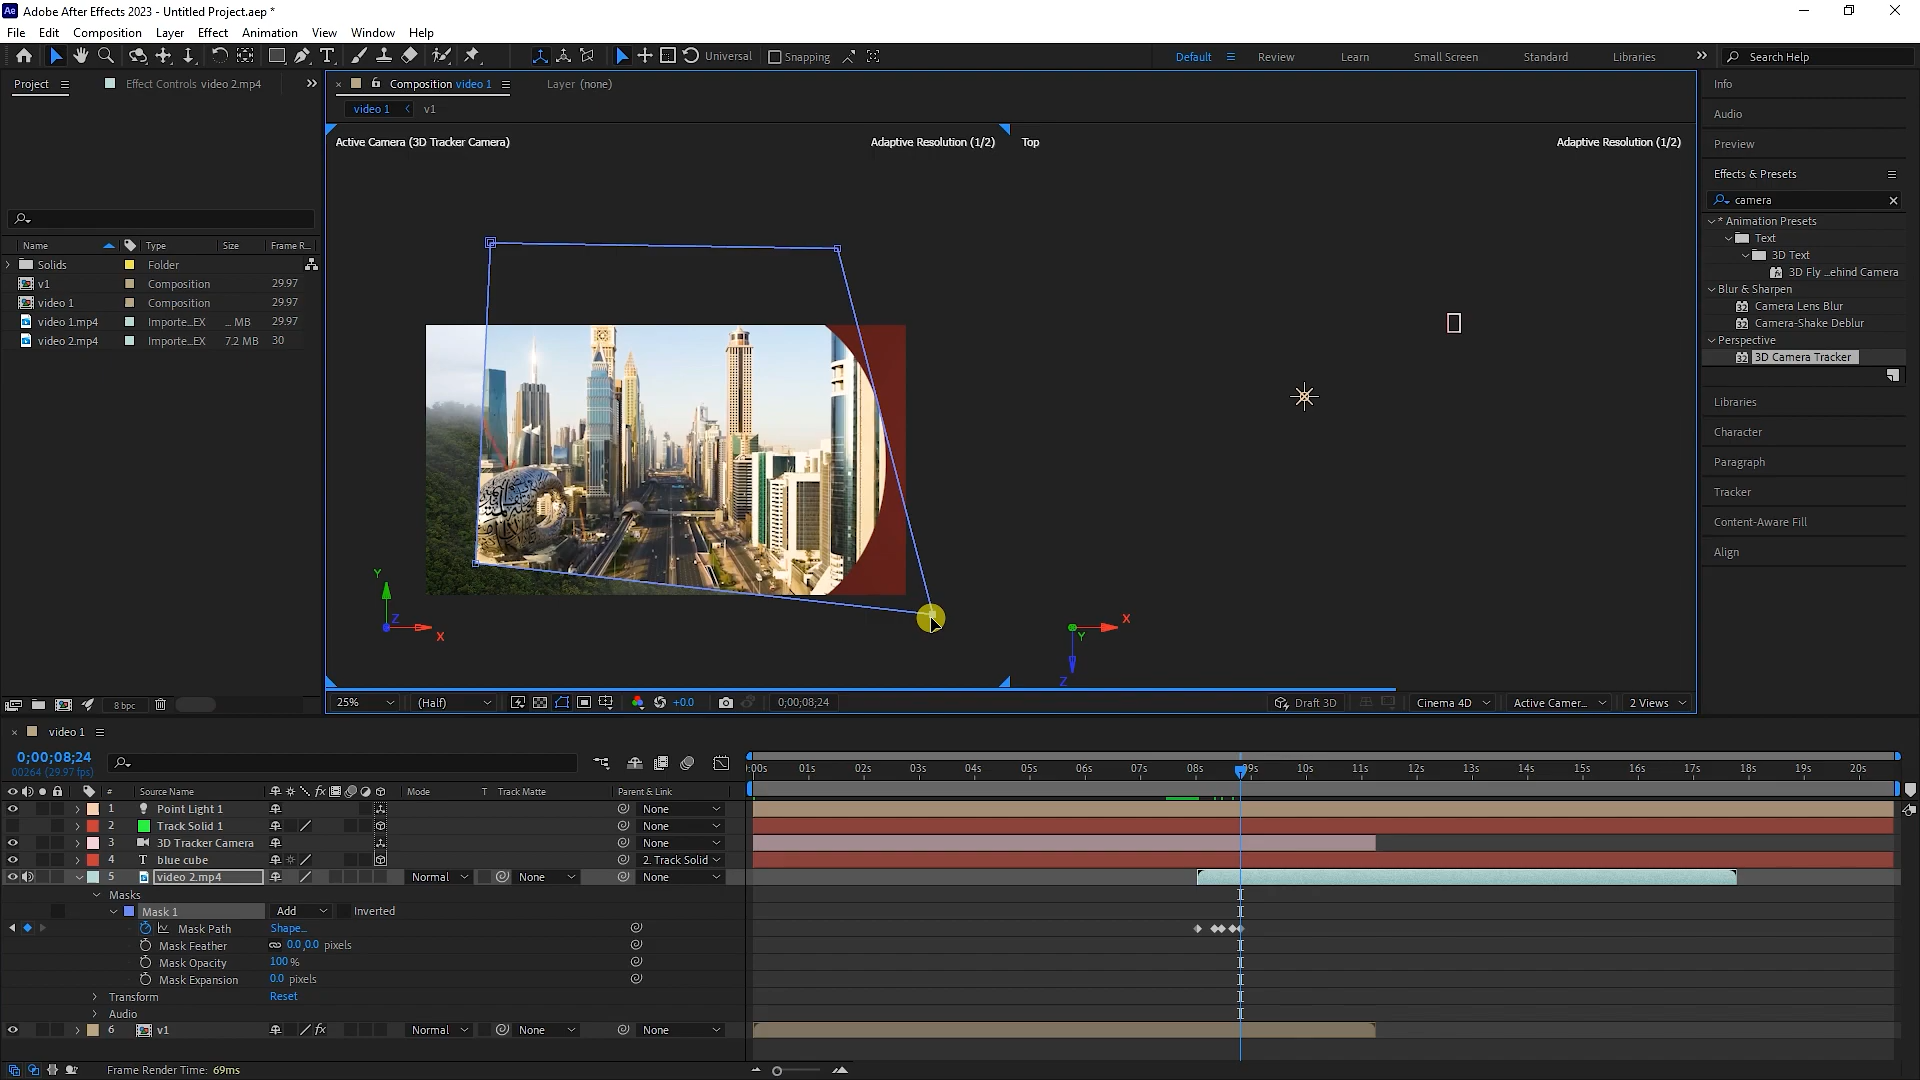 Adobe After Effects 2023 - Untitled Project.aep *
File Edit Composition Layer Effect Animation View Window Help
Universal Snapping Default Review Learn Small Screen Standard Libraries Search Help
Project Effect Controls video 2.mp4 Composition video 1 Layer (none) Info
video 1 v1
Audio
Active Camera (3D Tracker Camera) Adaptive Resolution (1/2) Top Adaptive Resolution (1/2)
Preview
Effects & Presets
camera
* Animation Presets
Text
3D Text
3D Fly ...ehind Camera
Blur & Sharpen
Camera Lens Blur
Camera-Shake Deblur
Perspective
3D Camera Tracker
Libraries
Character
Paragraph
Tracker
Content-Aware Fill
Align
Name Type Size Frame R...
Solids Folder
v1 Composition 29.97
video 1 Composition 29.97
video 1.mp4 Importe...EX ... MB 29.97
video 2.mp4 Importe...EX 7.2 MB 30
Y
Z
X
X
Y
Z
8 bpc 25% (Half) +0.0 0;00;08;24 Draft 3D Cinema 4D Active Camer... 2 Views
video 1
0;00;08;24
00264 (29.97 fps)
:00s 01s 02s 03s 04s 05s 06s 07s 08s 09s 10s 11s 12s 13s 14s 15s 16s 17s 18s 19s 20s
# Source Name Mode T Track Matte Parent & Link
1 Point Light 1 None
2 Track Solid 1 None
3 3D Tracker Camera None
4 T blue cube 2. Track Solid
5 video 2.mp4 Normal None None
Masks
Mask 1 Add Inverted
Mask Path Shape...
Mask Feather 0.0,0.0 pixels
Mask Opacity 100 %
Mask Expansion 0.0 pixels
Transform Reset
Audio
6 v1 Normal None None
Frame Render Time: 69ms